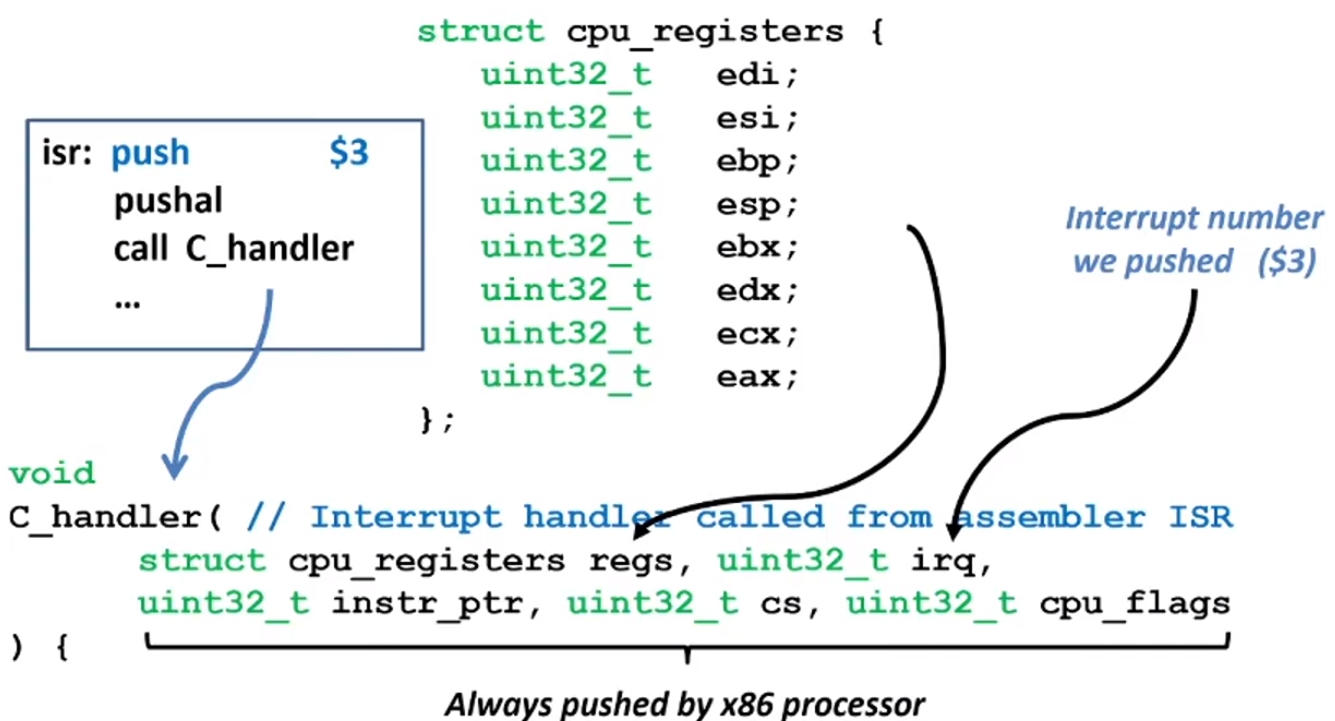 struct cpu_registers {
uint32_t edi;
uint32_t esi;
uint32_t ebp;
uint32_t esp;
uint32_t ebx;
uint32_t edx;
uint32_t ecx;
uint32_t eax;
};
isr: push $3
pushal
call C_handler
...
Interrupt number
we pushed ($3)
void
C_handler( // Interrupt handler called from assembler ISR
struct cpu_registers regs, uint32_t irq,
uint32_t instr_ptr, uint32_t cs, uint32_t cpu_flags
) {
Always pushed by x86 processor